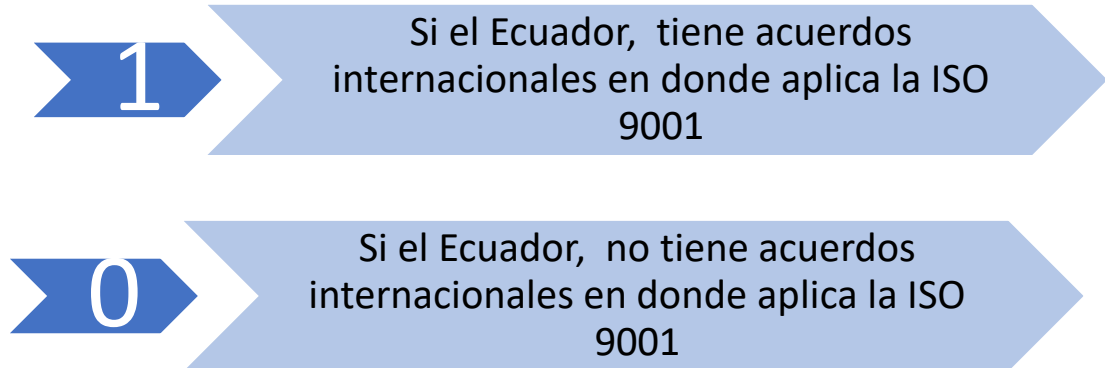 1
Si el Ecuador, tiene acuerdos
internacionales en donde aplica la ISO
9001
0
Si el Ecuador, no tiene acuerdos
internacionales en donde aplica la ISO
9001